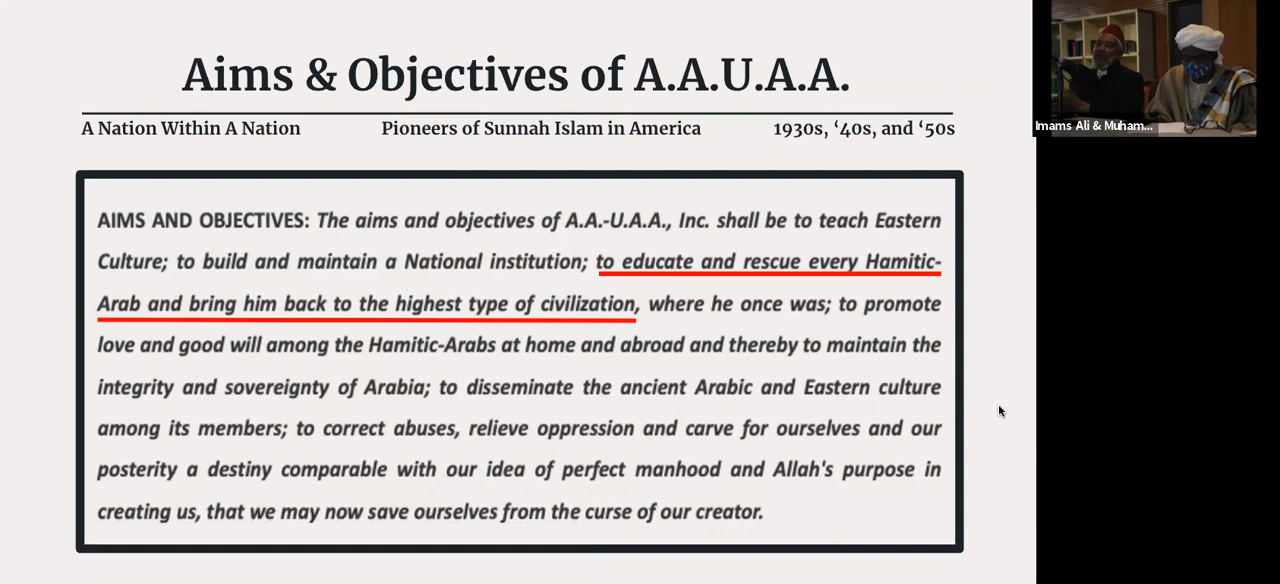 Aims & Objectives of A.A.U.A.A.
A Nation Within A Nation
Pioneers of Sunnah Islam in America
1930s, ‘40s, and ‘50s
AIMS AND OBJECTIVES: The aims and objectives of A.A.-U.A.A., Inc. shall be to teach Eastern
Culture; to build and maintain a National institution; to educate and rescue every Hamitic-
Arab and bring him back to the highest type of civilization, where he once was; to promote
love and good will among the Hamitic-Arabs at home and abroad and thereby to maintain the
integrity and sovereignty of Arabia; to disseminate the ancient Arabic and Eastern culture
among its members; to correct abuses, relieve oppression and carve for ourselves and our
posterity a destiny comparable with our idea of perfect manhood and Allah's purpose in
creating us, that we may now save ourselves from the curse of our creator.
Imams Ali & Muham...